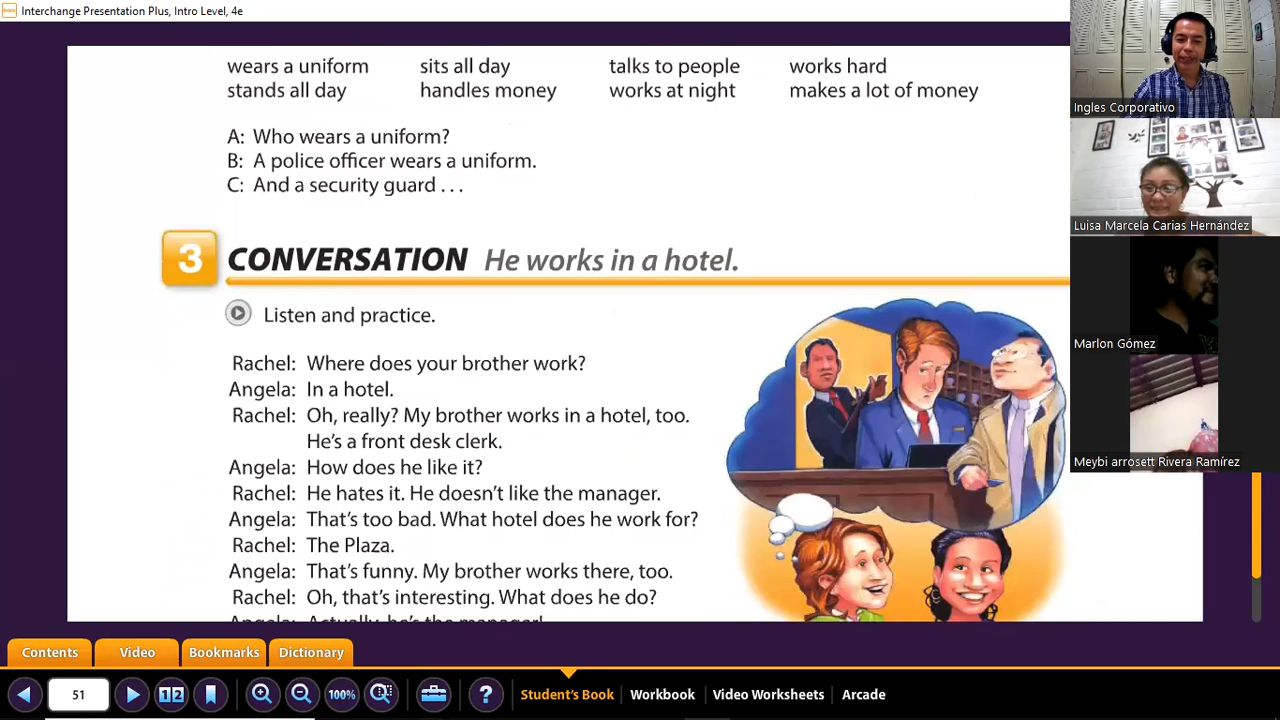 Interchange Presentation Plus, Intro Level, 4e
wears a uniform sits all day talks to people works hard
stands all day handles money works at night makes a lot of money
A: Who wears a uniform?
B: A police officer wears a uniform.
C: And a security guard . . .
3 CONVERSATION He works in a hotel.
Listen and practice.
Rachel: Where does your brother work?
Angela: In a hotel.
Rachel: Oh, really? My brother works in a hotel, too.
He's a front desk clerk.
Angela: How does he like it?
Rachel: He hates it. He doesn't like the manager.
Angela: That's too bad. What hotel does he work for?
Rachel: The Plaza.
Angela: That's funny. My brother works there, too.
Rachel: Oh, that's interesting. What does he do?
Angela: Actually, he's the manager!
Ingles Corporativo
Luisa Marcela Carias Hernández
Marlon Gómez
Meybi arrosett Rivera Ramírez
Contents Video Bookmarks Dictionary
51 1 2 100% ? Student's Book Workbook Video Worksheets Arcade